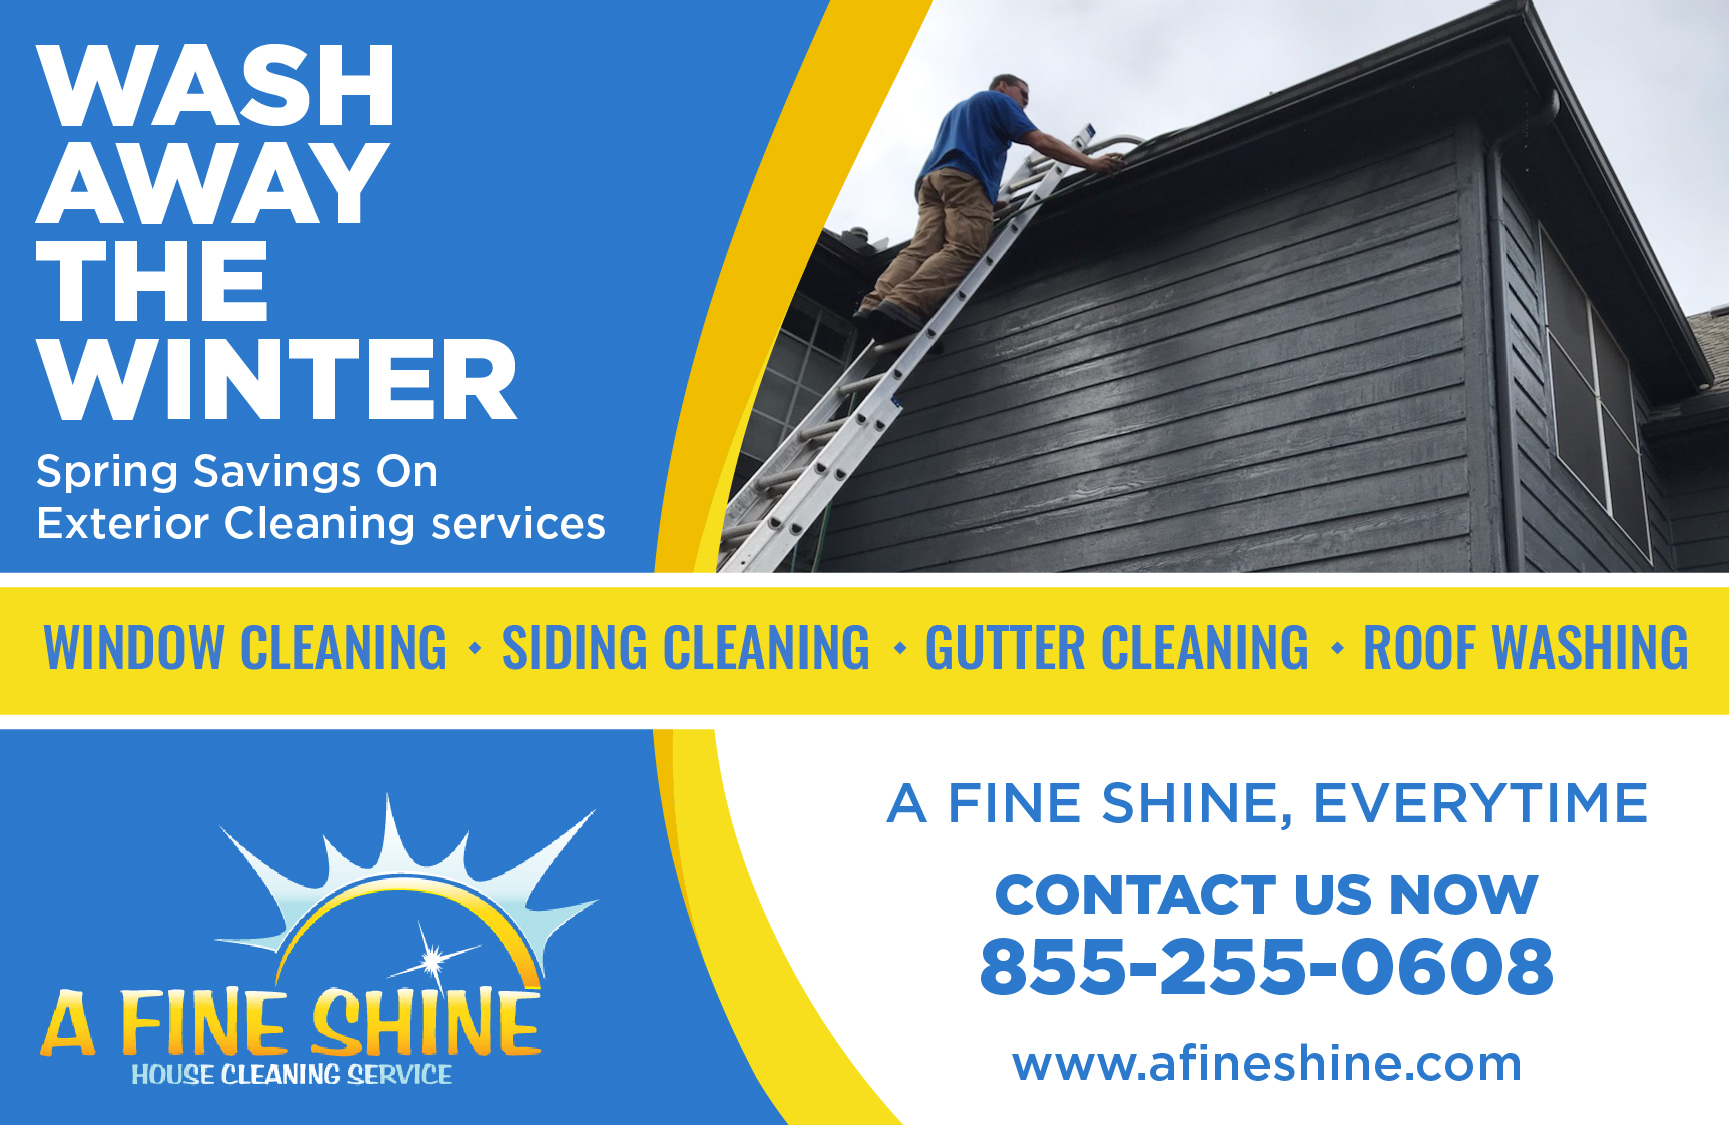 WASH
AWAY
THE
WINTER
Spring Savings On
Exterior Cleaning services
WINDOW CLEANING • SIDING CLEANING • GUTTER CLEANING • ROOF WASHING
A FINE SHINE
HOUSE CLEANING SERVICE
A FINE SHINE, EVERYTIME
CONTACT US NOW
855-255-0608
www.afineshine.com